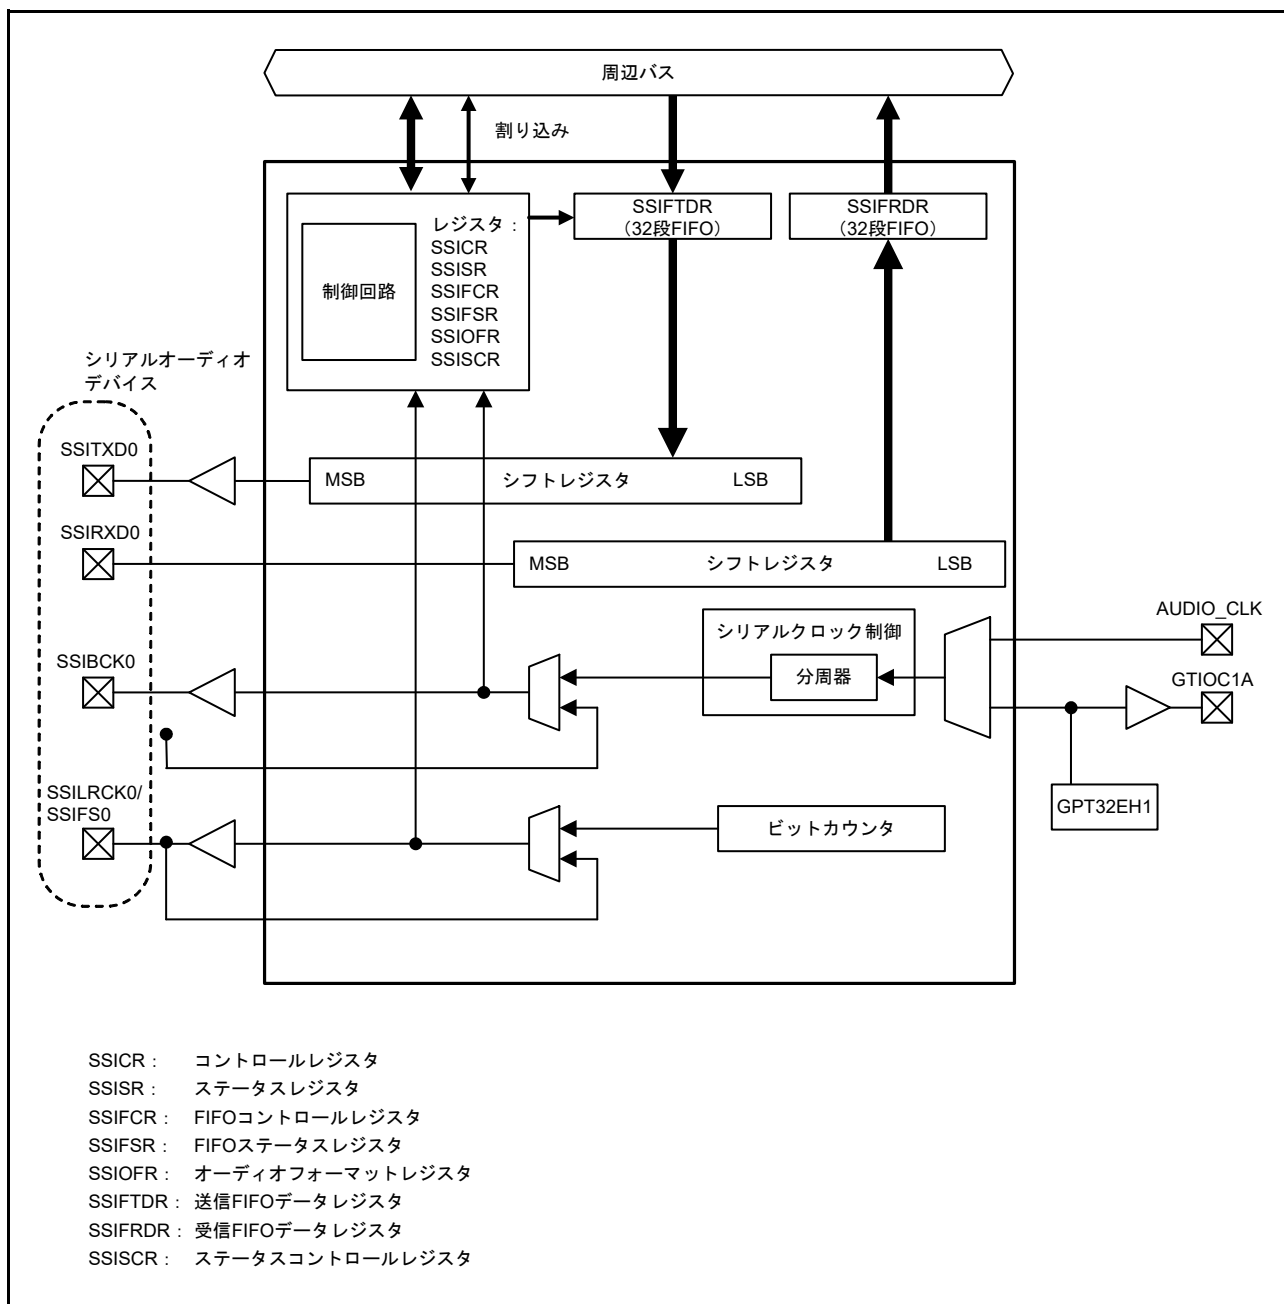 周辺バス
割り込み
制御回路
レジスタ：
SSICR
SSISR
SSIFCR
SSIFSR
SSIOFR
SSISCR
SSIFTDR
（32段FIFO）
SSIFRDR
（32段FIFO）
シリアルオーディオ
デバイス
SSITXD0
MSB シフトレジスタ LSB
SSIRXD0
MSB シフトレジスタ LSB
シリアルクロック制御
分周器
AUDIO_CLK
SSIBCK0
GTIOC1A
SSILRCK0/
SSIFS0
ビットカウンタ
GPT32EH1
SSICR： コントロールレジスタ
SSISR： ステータスレジスタ
SSIFCR： FIFOコントロールレジスタ
SSIFSR： FIFOステータスレジスタ
SSIOFR： オーディオフォーマットレジスタ
SSIFTDR： 送信FIFOデータレジスタ
SSIFRDR： 受信FIFOデータレジスタ
SSISCR： ステータスコントロールレジスタ